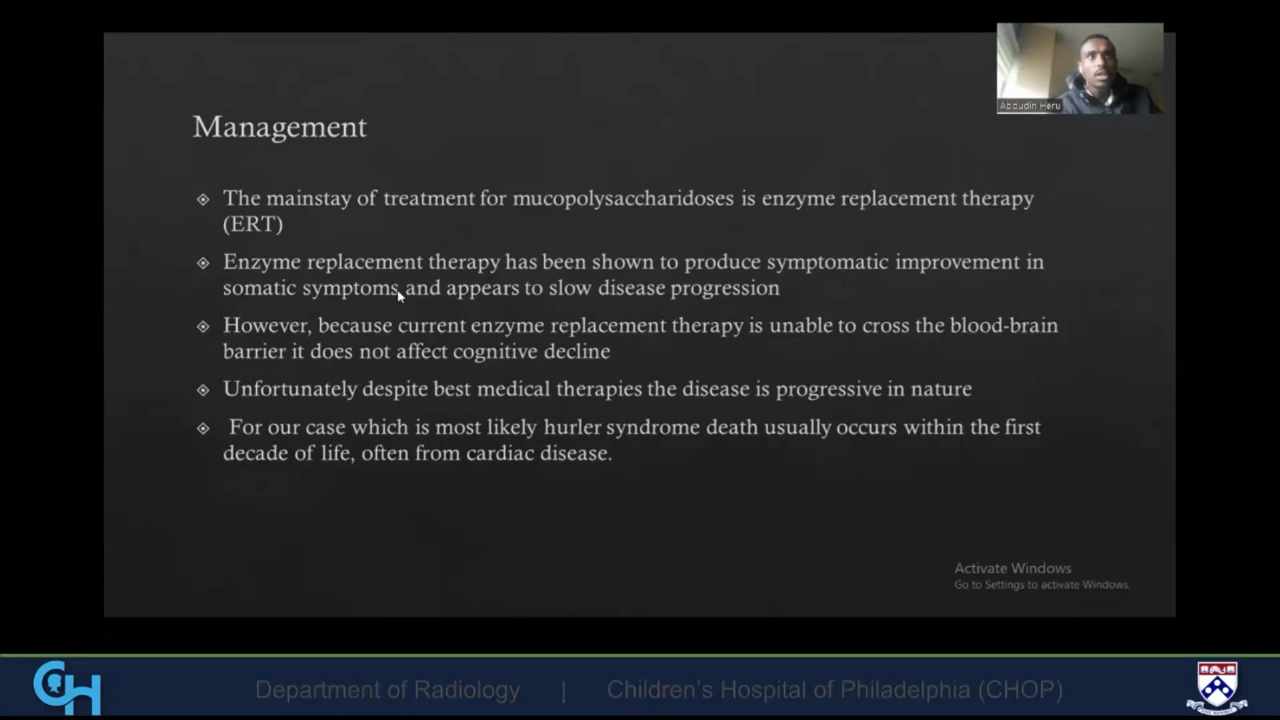 Abdudin Heru
Management
The mainstay of treatment for mucopolysaccharidoses is enzyme replacement therapy
(ERT)
Enzyme replacement therapy has been shown to produce symptomatic improvement in
somatic symptoms and appears to slow disease progression
However, because current enzyme replacement therapy is unable to cross the blood-brain
barrier it does not affect cognitive decline
Unfortunately despite best medical therapies the disease is progressive in nature
For our case which is most likely hurler syndrome death usually occurs within the first
decade of life, often from cardiac disease.
Activate Windows
Go to Settings to activate Windows.
CH
Department of Radiology | Children's Hospital of Philadelphia (CHOP)